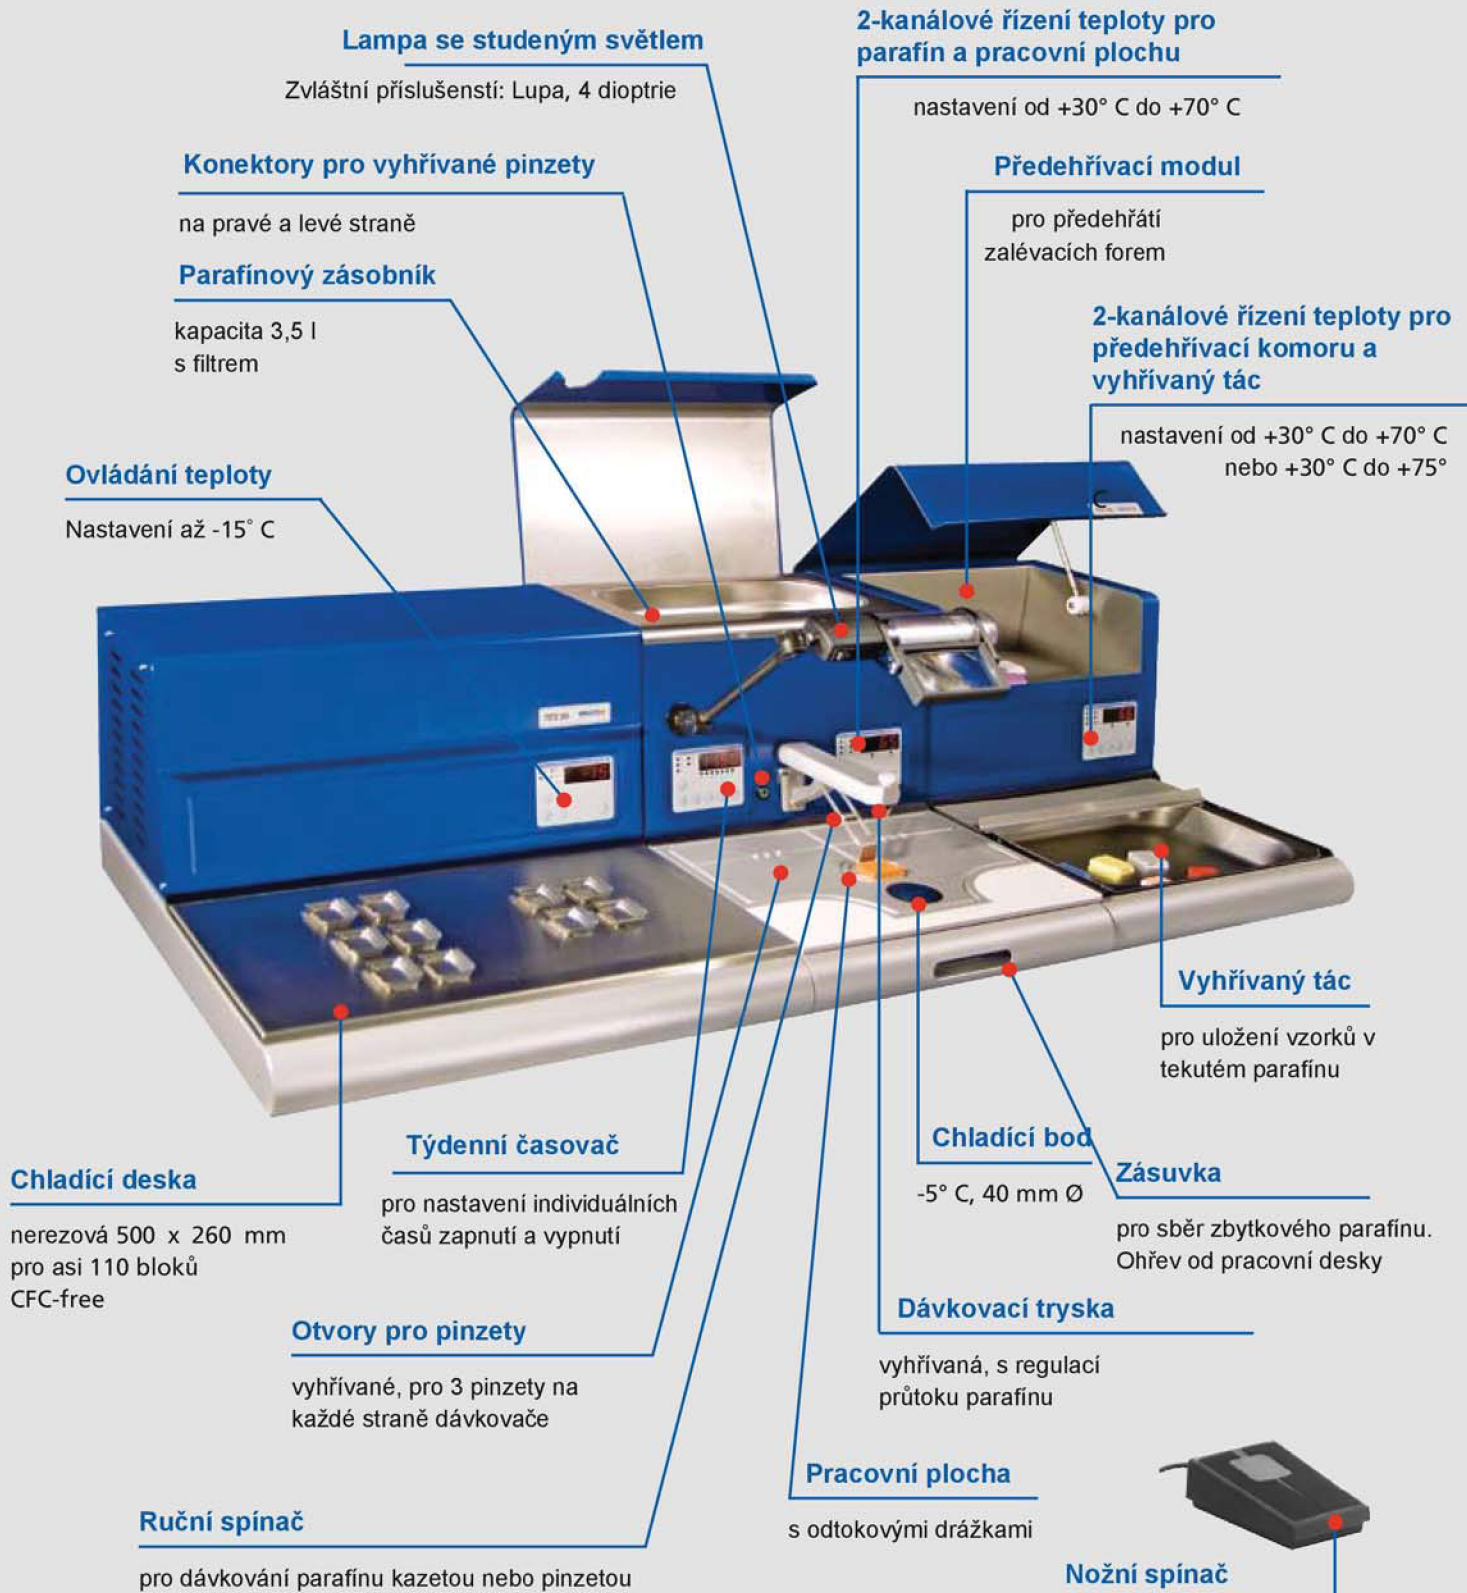 Lampa se studeným světlem
Zvláštní příslušenstí: Lupa, 4 dioptrie
2-kanálové řízení teploty pro
parafín a pracovní plochu
nastavení od +30° C do +70° C
Konektory pro vyhřívané pinzety
na pravé a levé straně
Předehřívací modul
pro předehřátí
zalévacích forem
Parafínový zásobník
kapacita 3,5 l
s filtrem
2-kanálové řízení teploty pro
předehřívací komoru a
vyhřívaný tác
nastavení od +30° C do +70° C
nebo +30° C do +75°
C
Ovládání teploty
Nastavení až -15° C
Vyhřívaný tác
pro uložení vzorků v
tekutém parafínu
Chladící deska
nerezová 500 x 260 mm
pro asi 110 bloků
CFC-free
Týdenní časovač
pro nastavení individuálních
časů zapnutí a vypnutí
Chladící bod
-5° C, 40 mm Ø
Zásuvka
pro sběr zbytkového parafínu.
Ohřev od pracovní desky
Otvory pro pinzety
vyhřívané, pro 3 pinzety na
každé straně dávkovače
Dávkovací tryska
vyhřívaná, s regulací
průtoku parafínu
Pracovní plocha
s odtokovými drážkami
Ruční spínač
pro dávkování parafínu kazetou nebo pinzetou
Nožní spínač